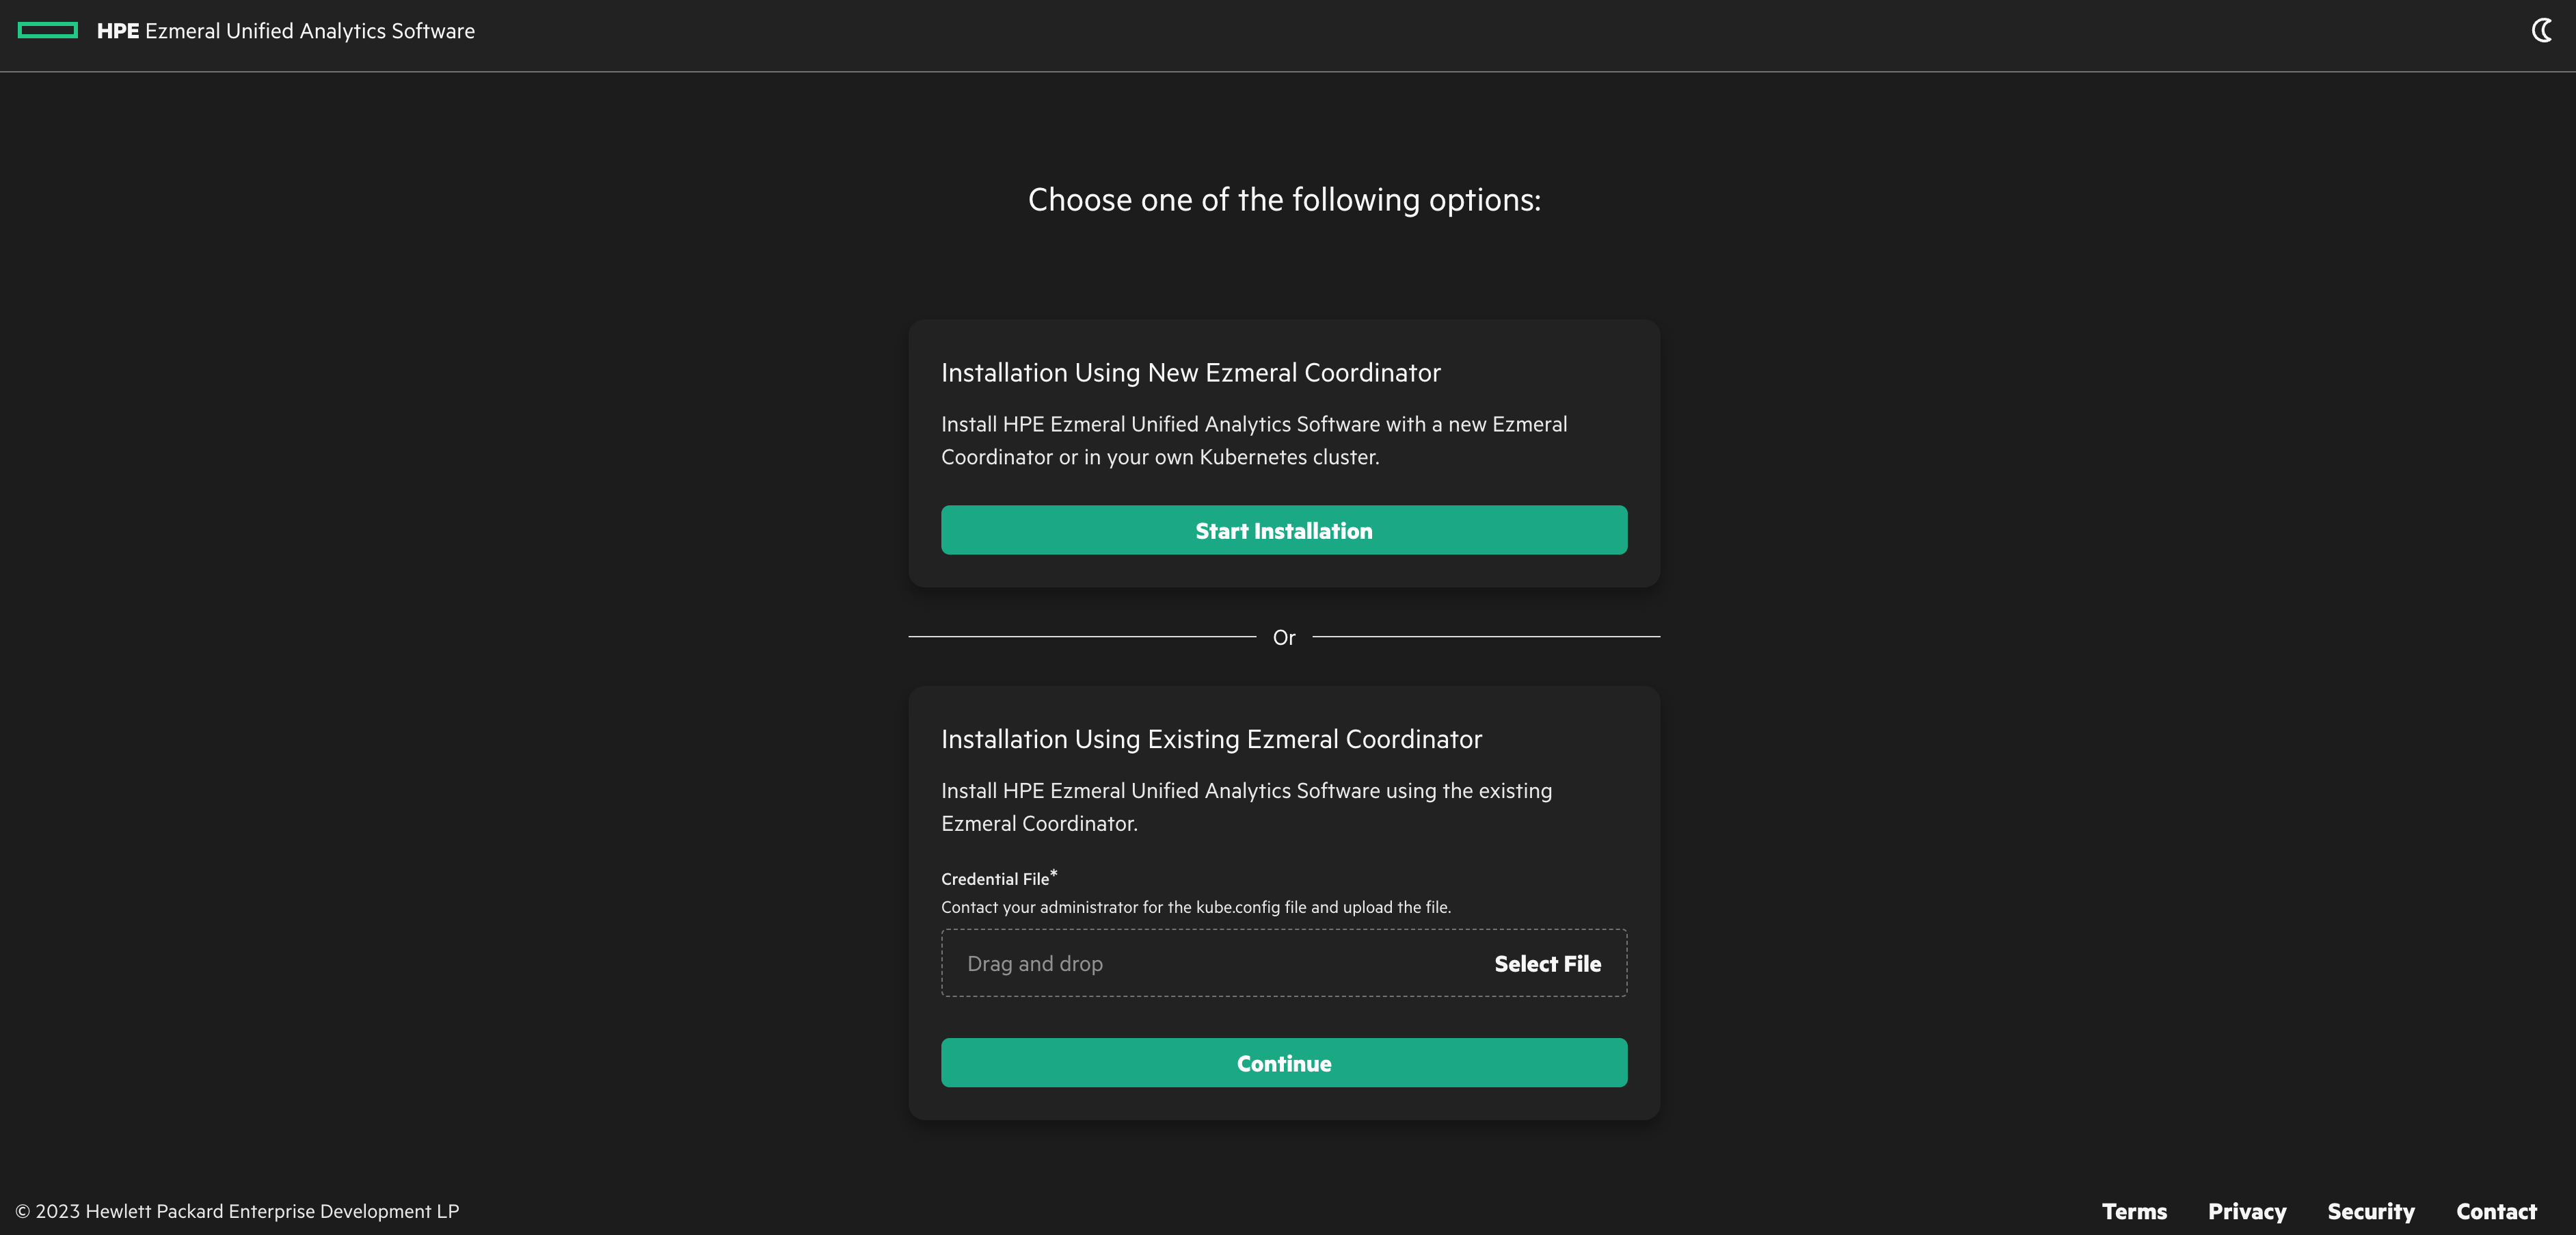 HPE Ezmeral Unified Analytics Software
Choose one of the following options:
Installation Using New Ezmeral Coordinator
Install HPE Ezmeral Unified Analytics Software with a new Ezmeral
Coordinator or in your own Kubernetes cluster.
Start Installation
Or
Installation Using Existing Ezmeral Coordinator
Install HPE Ezmeral Unified Analytics Software using the existing
Ezmeral Coordinator.
Credential File*
Contact your administrator for the kube.config file and upload the file.
Drag and drop Select File
Continue
© 2023 Hewlett Packard Enterprise Development LP Terms Privacy Security Contact